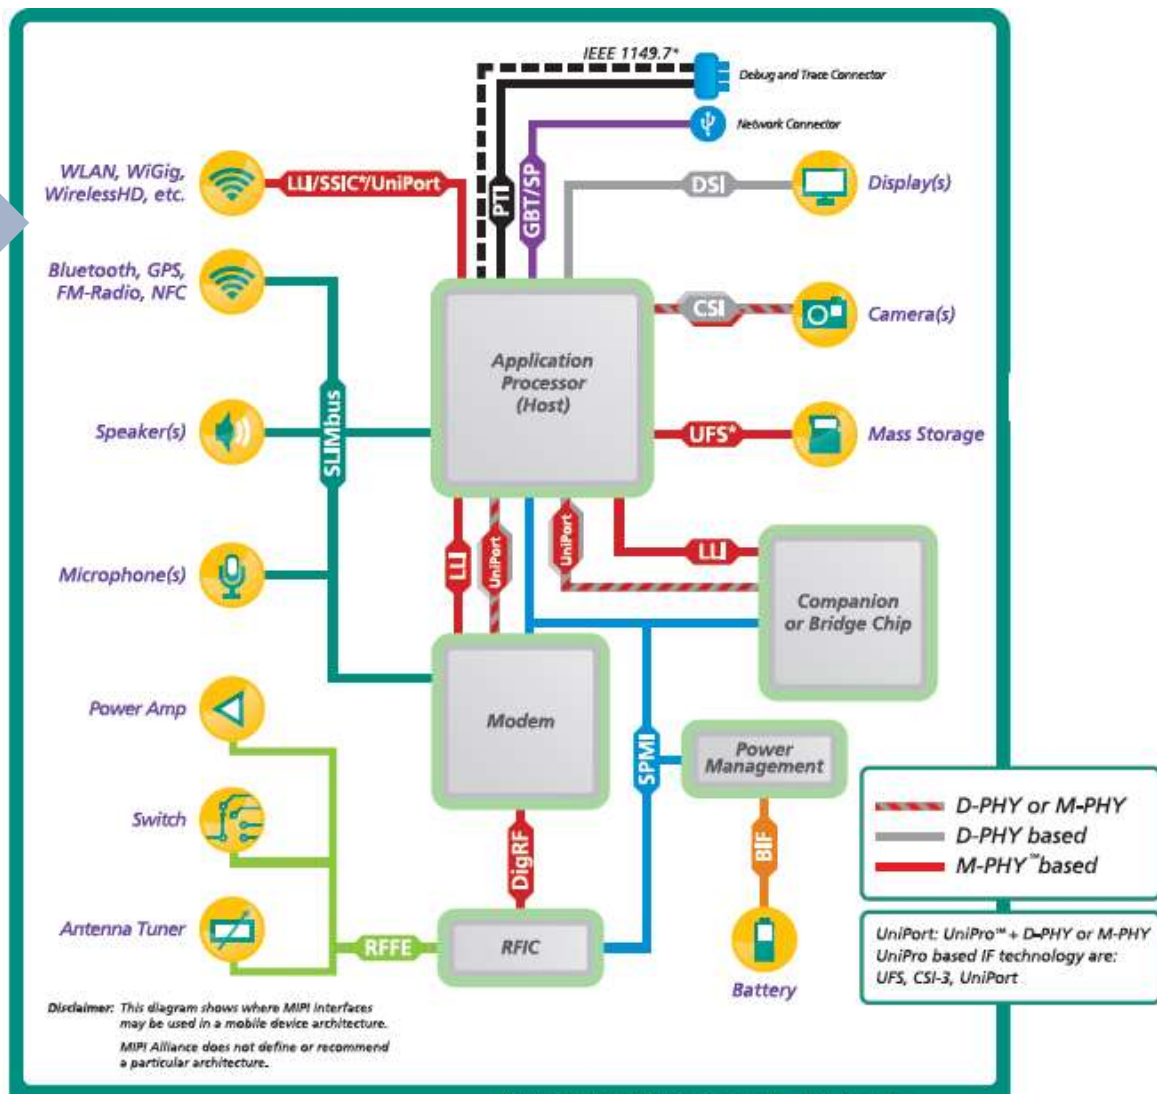 IEEE 1149.7*
Debug and Trace Connector
Network Connector
WLAN, WiGig,
WirelessHD, etc.
LLI/SSIC*/UniPort
PTI
GBT/SP
DSI
Display(s)
Bluetooth, GPS,
FM-Radio, NFC
CSI
Camera(s)
Application
Processor
(Host)
SLIMbus
Speaker(s)
UFS*
Mass Storage
LLI
UniPort
UniPort
LLI
Microphone(s)
Companion
or Bridge Chip
Power Amp
Modem
SPMI
Power
Management
Switch
DigRF
BIF
D-PHY or M-PHY
D-PHY based
M-PHY™ based
Antenna Tuner
RFFE
RFIC
Battery
UniPort: UniPro™ + D-PHY or M-PHY
UniPro based IF technology are:
UFS, CSI-3, UniPort
Disclaimer: This diagram shows where MIPI interfaces
may be used in a mobile device architecture.
MIPI Alliance does not define or recommend
a particular architecture.